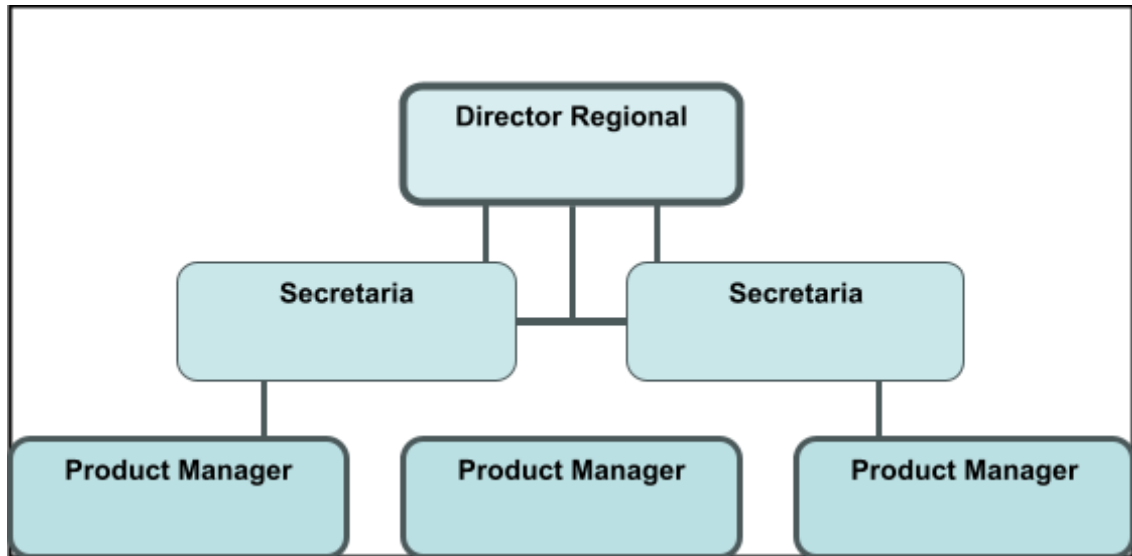 Director Regional
Secretaria
Secretaria
Product Manager
Product Manager
Product Manager